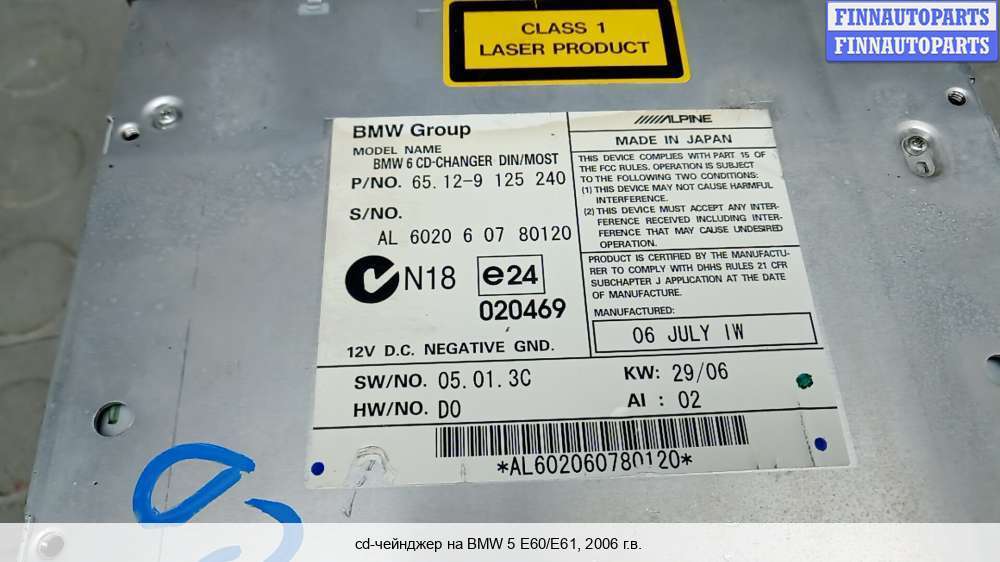 FINNAUTOPARTS
FINNAUTOPARTS
CLASS 1
LASER PRODUCT
BMW Group
MODEL NAME
BMW 6 CD-CHANGER DIN/MOST
P/NO. 65.12-9 125 240
S/NO.
AL 6020 6 07 80120
N18
e24
020469
12V D.C. NEGATIVE GND.
ALPINE
MADE IN JAPAN
THIS DEVICE COMPLIES WITH PART 15 OF
THE FCC RULES. OPERATION IS SUBJECT
TO THE FOLLOWING TWO CONDITIONS:
(1) THIS DEVICE MAY NOT CAUSE HARMFUL
INTERFERENCE.
(2) THIS DEVICE MUST ACCEPT ANY INTER-
FERENCE RECEIVED INCLUDING INTER-
FERENCE THAT MAY CAUSE UNDESIRED
OPERATION.
PRODUCT IS CERTIFIED BY THE MANUFACTU-
RER TO COMPLY WITH DHHS RULES 21 CFR
SUBCHAPTER J APPLICATION AT THE DATE
OF MANUFACTURE.
MANUFACTURED:
06 JULY IW
SW/NO. 05.01.3C
KW: 29/06
HW/NO. D0
AI : 02
*AL602060780120*
cd-чейнджер на BMW 5 E60/E61, 2006 г.в.